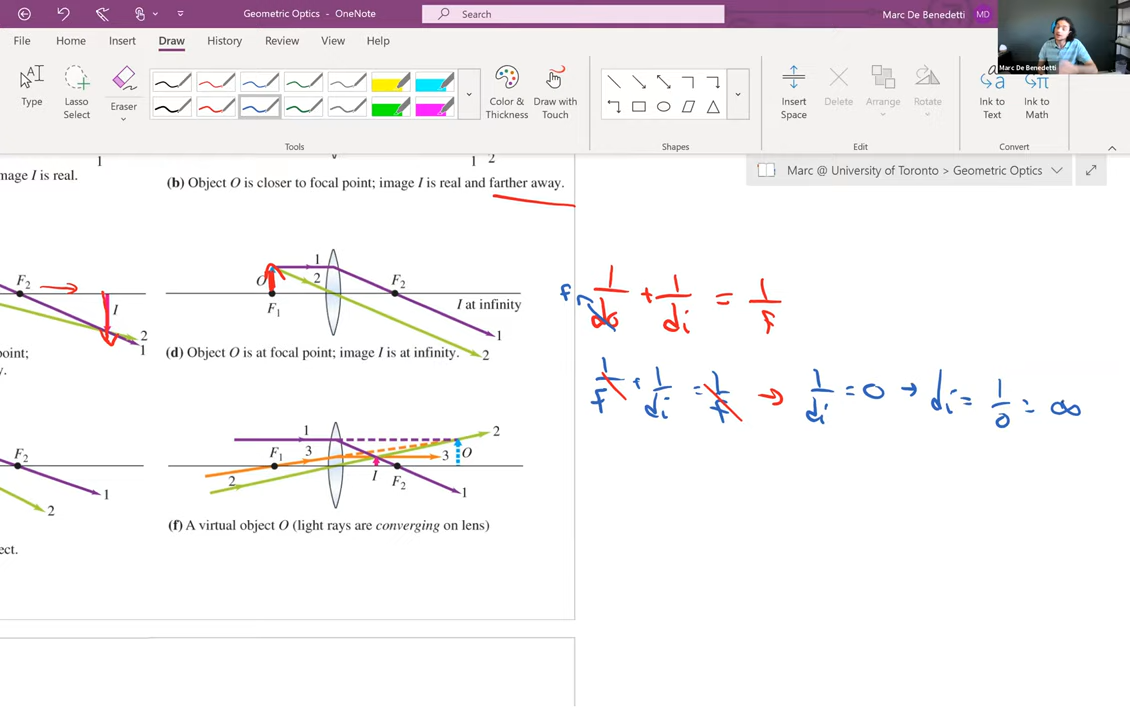 Geometric Optics - OneNote
Search
Marc De Benedetti
MD
Marc De Benedetti
File
Home
Insert
Draw
History
Review
View
Help
Type
Lasso
Select
Eraser
Color &
Thickness
Draw with
Touch
Insert
Space
Delete
Arrange
Rotate
Ink to
Text
Ink to
Math
Tools
Shapes
Edit
Convert
1
1 2
Marc @ University of Toronto > Geometric Optics
mage I is real.
(b) Object O is closer to focal point; image I is real and farther away.
F₂
I
2
1
O
F₁
1
2
F₂
I at infinity
1
2
f
1/do + 1/di = 1/f
point;
y.
(d) Object O is at focal point; image I is at infinity.
1/f + 1/di = 1/f → 1/di = 0 → di = 1/0 = ∞
F₂
1
2
1
F₁
3
2
I
F₂
2
3
O
1
(f) A virtual object O (light rays are converging on lens)
ect.